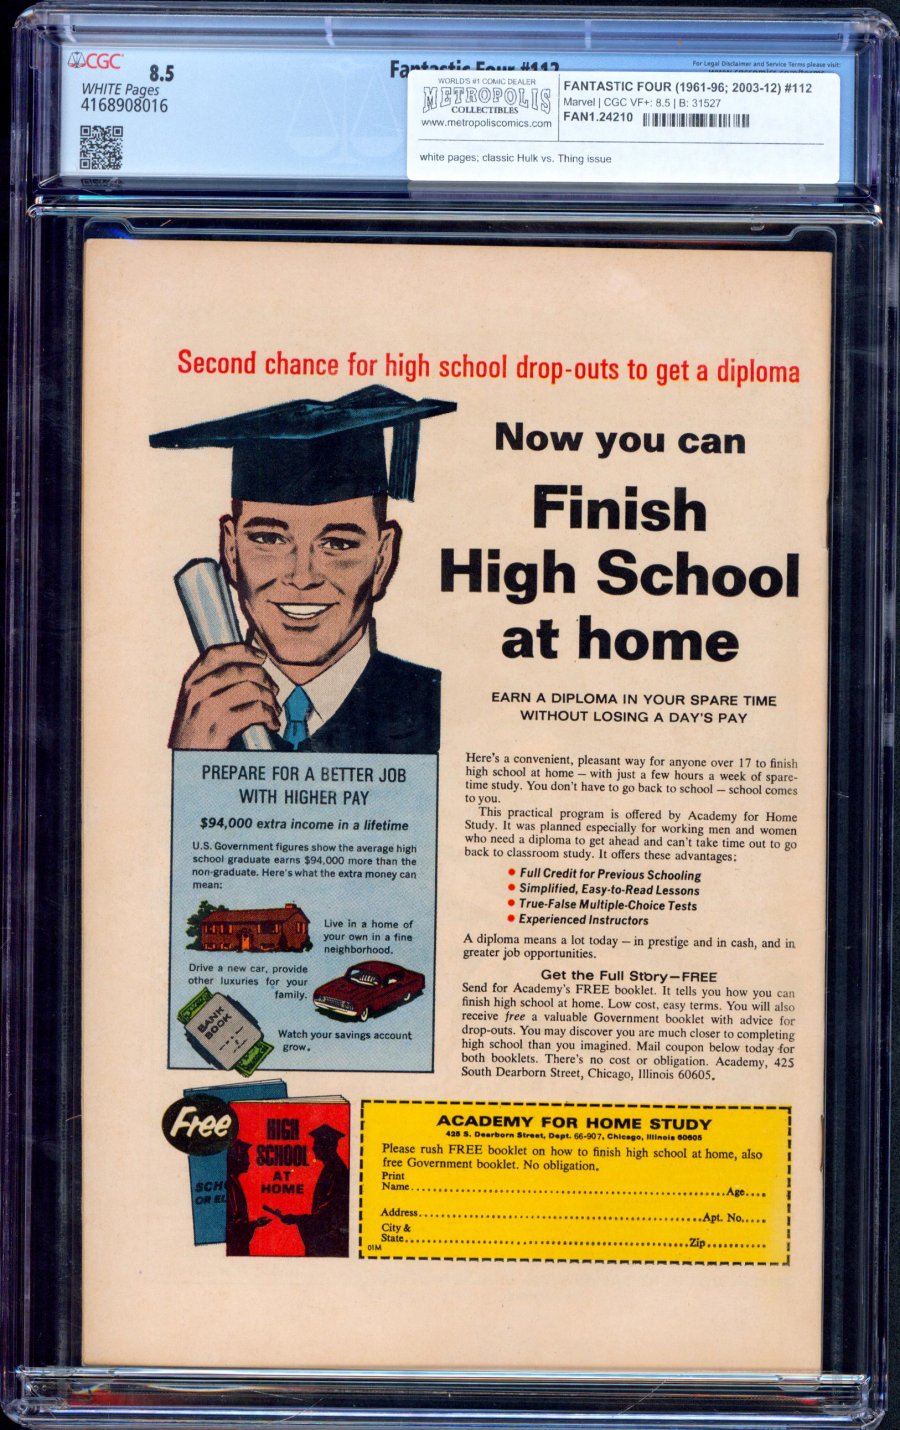 CGC
8.5
WHITE Pages
4168908016
Fantastic Four #112
For Legal Disclaimer and Service Terms please visit:
WORLD'S #1 COMIC DEALER
METROPOLIS
COLLECTIBLES
www.metropoliscomics.com
FANTASTIC FOUR (1961-96; 2003-12) #112
Marvel | CGC VF+: 8.5 | B: 31527
FAN1.24210
white pages; classic Hulk vs. Thing issue
Second chance for high school drop-outs to get a diploma
Now you can
Finish
High School
at home
EARN A DIPLOMA IN YOUR SPARE TIME
WITHOUT LOSING A DAY'S PAY
PREPARE FOR A BETTER JOB
WITH HIGHER PAY
$94,000 extra income in a lifetime
U.S. Government figures show the average high
school graduate earns $94,000 more than the
non-graduate. Here's what the extra money can
mean:
Live in a home of
your own in a fine
neighborhood.
Drive a new car, provide
other luxuries for your
family.
BANK
BOOK
Watch your savings account
grow.
Here's a convenient, pleasant way for anyone over 17 to finish
high school at home — with just a few hours a week of spare-
time study. You don't have to go back to school — school comes
to you.
This practical program is offered by Academy for Home
Study. It was planned especially for working men and women
who need a diploma to get ahead and can't take time out to go
back to classroom study. It offers these advantages:
• Full Credit for Previous Schooling
• Simplified, Easy-to-Read Lessons
• True-False Multiple-Choice Tests
• Experienced Instructors
A diploma means a lot today — in prestige and in cash, and in
greater job opportunities.
Get the Full Story—FREE
Send for Academy's FREE booklet. It tells you how you can
finish high school at home. Low cost, easy terms. You will also
receive free a valuable Government booklet with advice for
drop-outs. You may discover you are much closer to completing
high school than you imagined. Mail coupon below today for
both booklets. There's no cost or obligation. Academy, 425
South Dearborn Street, Chicago, Illinois 60605.
Free
SCH
OR EL
HIGH
SCHOOL
AT
HOME
ACADEMY FOR HOME STUDY
425 S. Dearborn Street, Dept. 66-907, Chicago, Illinois 60605
Please rush FREE booklet on how to finish high school at home, also
free Government booklet. No obligation.
Print
Name.......... Age....
Address.......... Apt. No.....
City &
State.......... Zip..........
01M